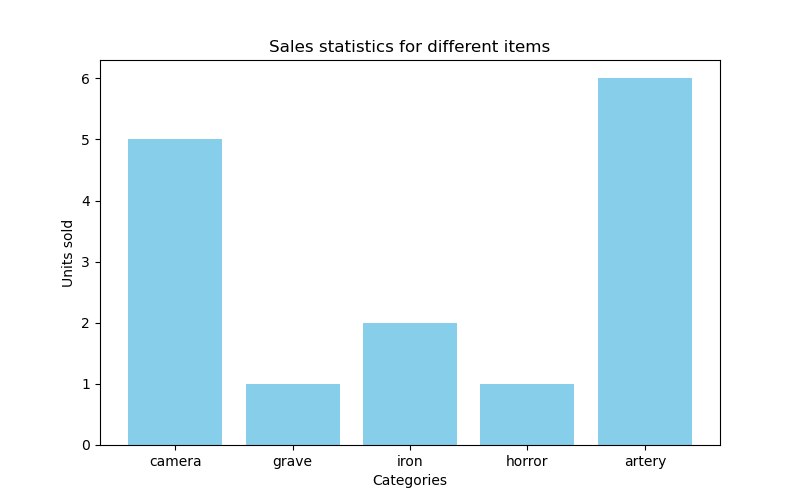 Sales statistics for different items
6
5
4
3
2
1
0
Units sold
camera grave iron horror artery
Categories